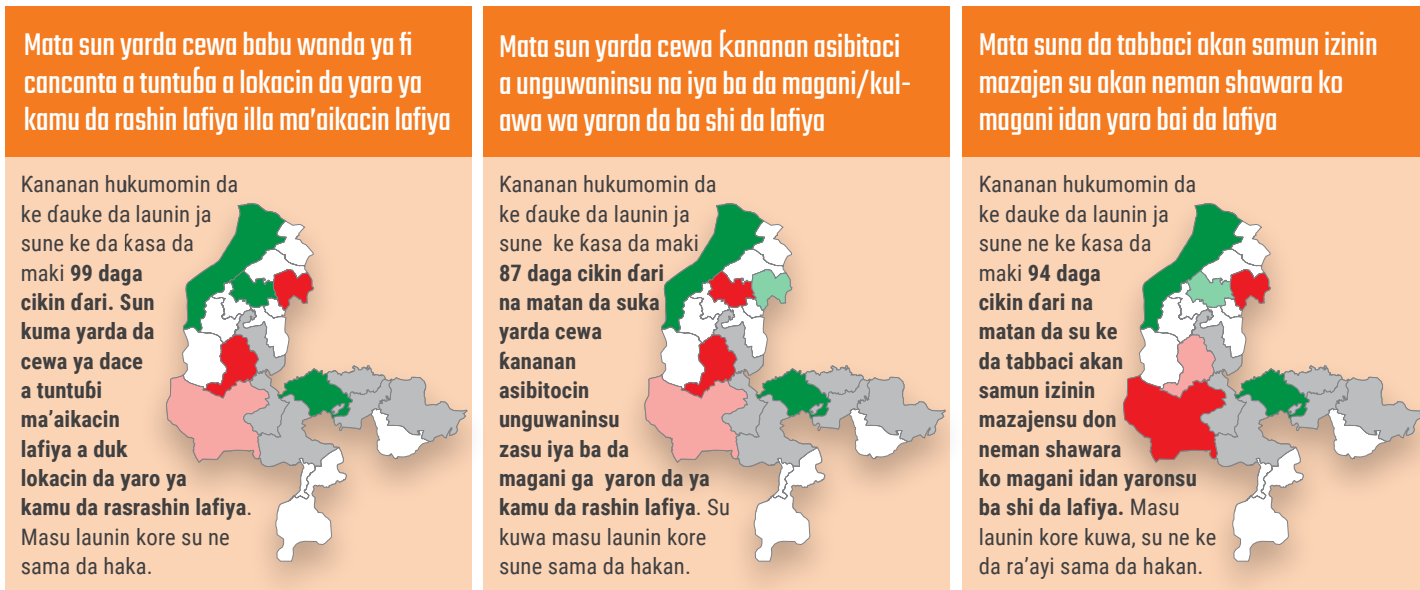 Mata sun yarda cewa babu wanda ya fi
cancanta a tuntuɓa a lokacin da yaro ya
kamu da rashin lafiya illa ma'aikacin lafiya
Kananan hukumomin da
ke ɗauke da launin ja
sune ke da ƙasa da
maki 99 daga
cikin ɗari. Sun
kuma yarda da
cewa ya dace
a tuntuɓi
ma'aikacin
lafiya a duk
lokacin da yaro ya
kamu da rasrashin lafiya.
Masu launin kore su ne
sama da haka.
Mata sun yarda cewa ƙananan asibitoci
a unguwaninsu na iya ba da magani/kul-
awa wa yaron da ba shi da lafiya
Kananan hukumomin da
ke ɗauke da launin ja
sune ke ƙasa da maki
87 daga cikin ɗari
na matan da suka
yarda cewa
ƙananan
asibitocin
unguwaninsu
zasu iya ba da
magani ga yaron da ya
kamu da rashin lafiya. Su
kuwa masu launin kore
sune sama da hakan.
Mata suna da tabbaci akan samun izinin
mazajen su akan neman shawara ko
magani idan yaro bai da lafiya
Kananan hukumomin da
ke ɗauke da launin ja
sune ne ke ƙasa da
maki 94 daga
cikin ɗari na
matan da su ke
da tabbaci akan
samun izinin
mazajensu don
neman shawara
ko magani idan yaronsu
ba shi da lafiya. Masu
launin kore kuwa, su ne ke
da ra'ayi sama da hakan.